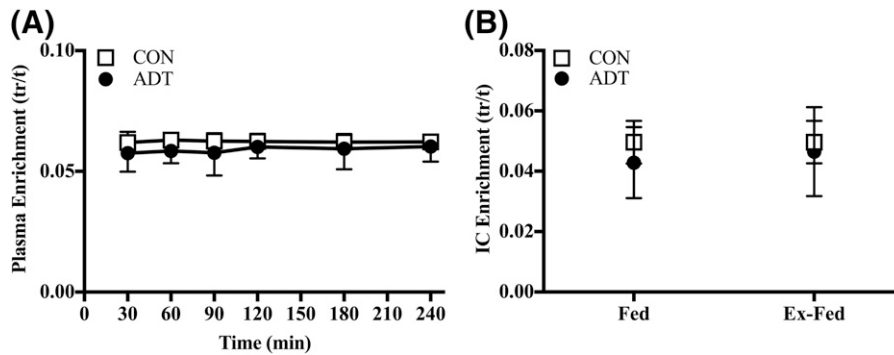 (A)
0.10
CON
ADT
Plasma Enrichment (tr/t)
0.05
0.00
0 30 60 90 120 150 180 210 240
Time (min)
(B)
0.08
CON
ADT
IC Enrichment (tr/t)
0.06
0.04
0.02
0.00
Fed Ex-Fed